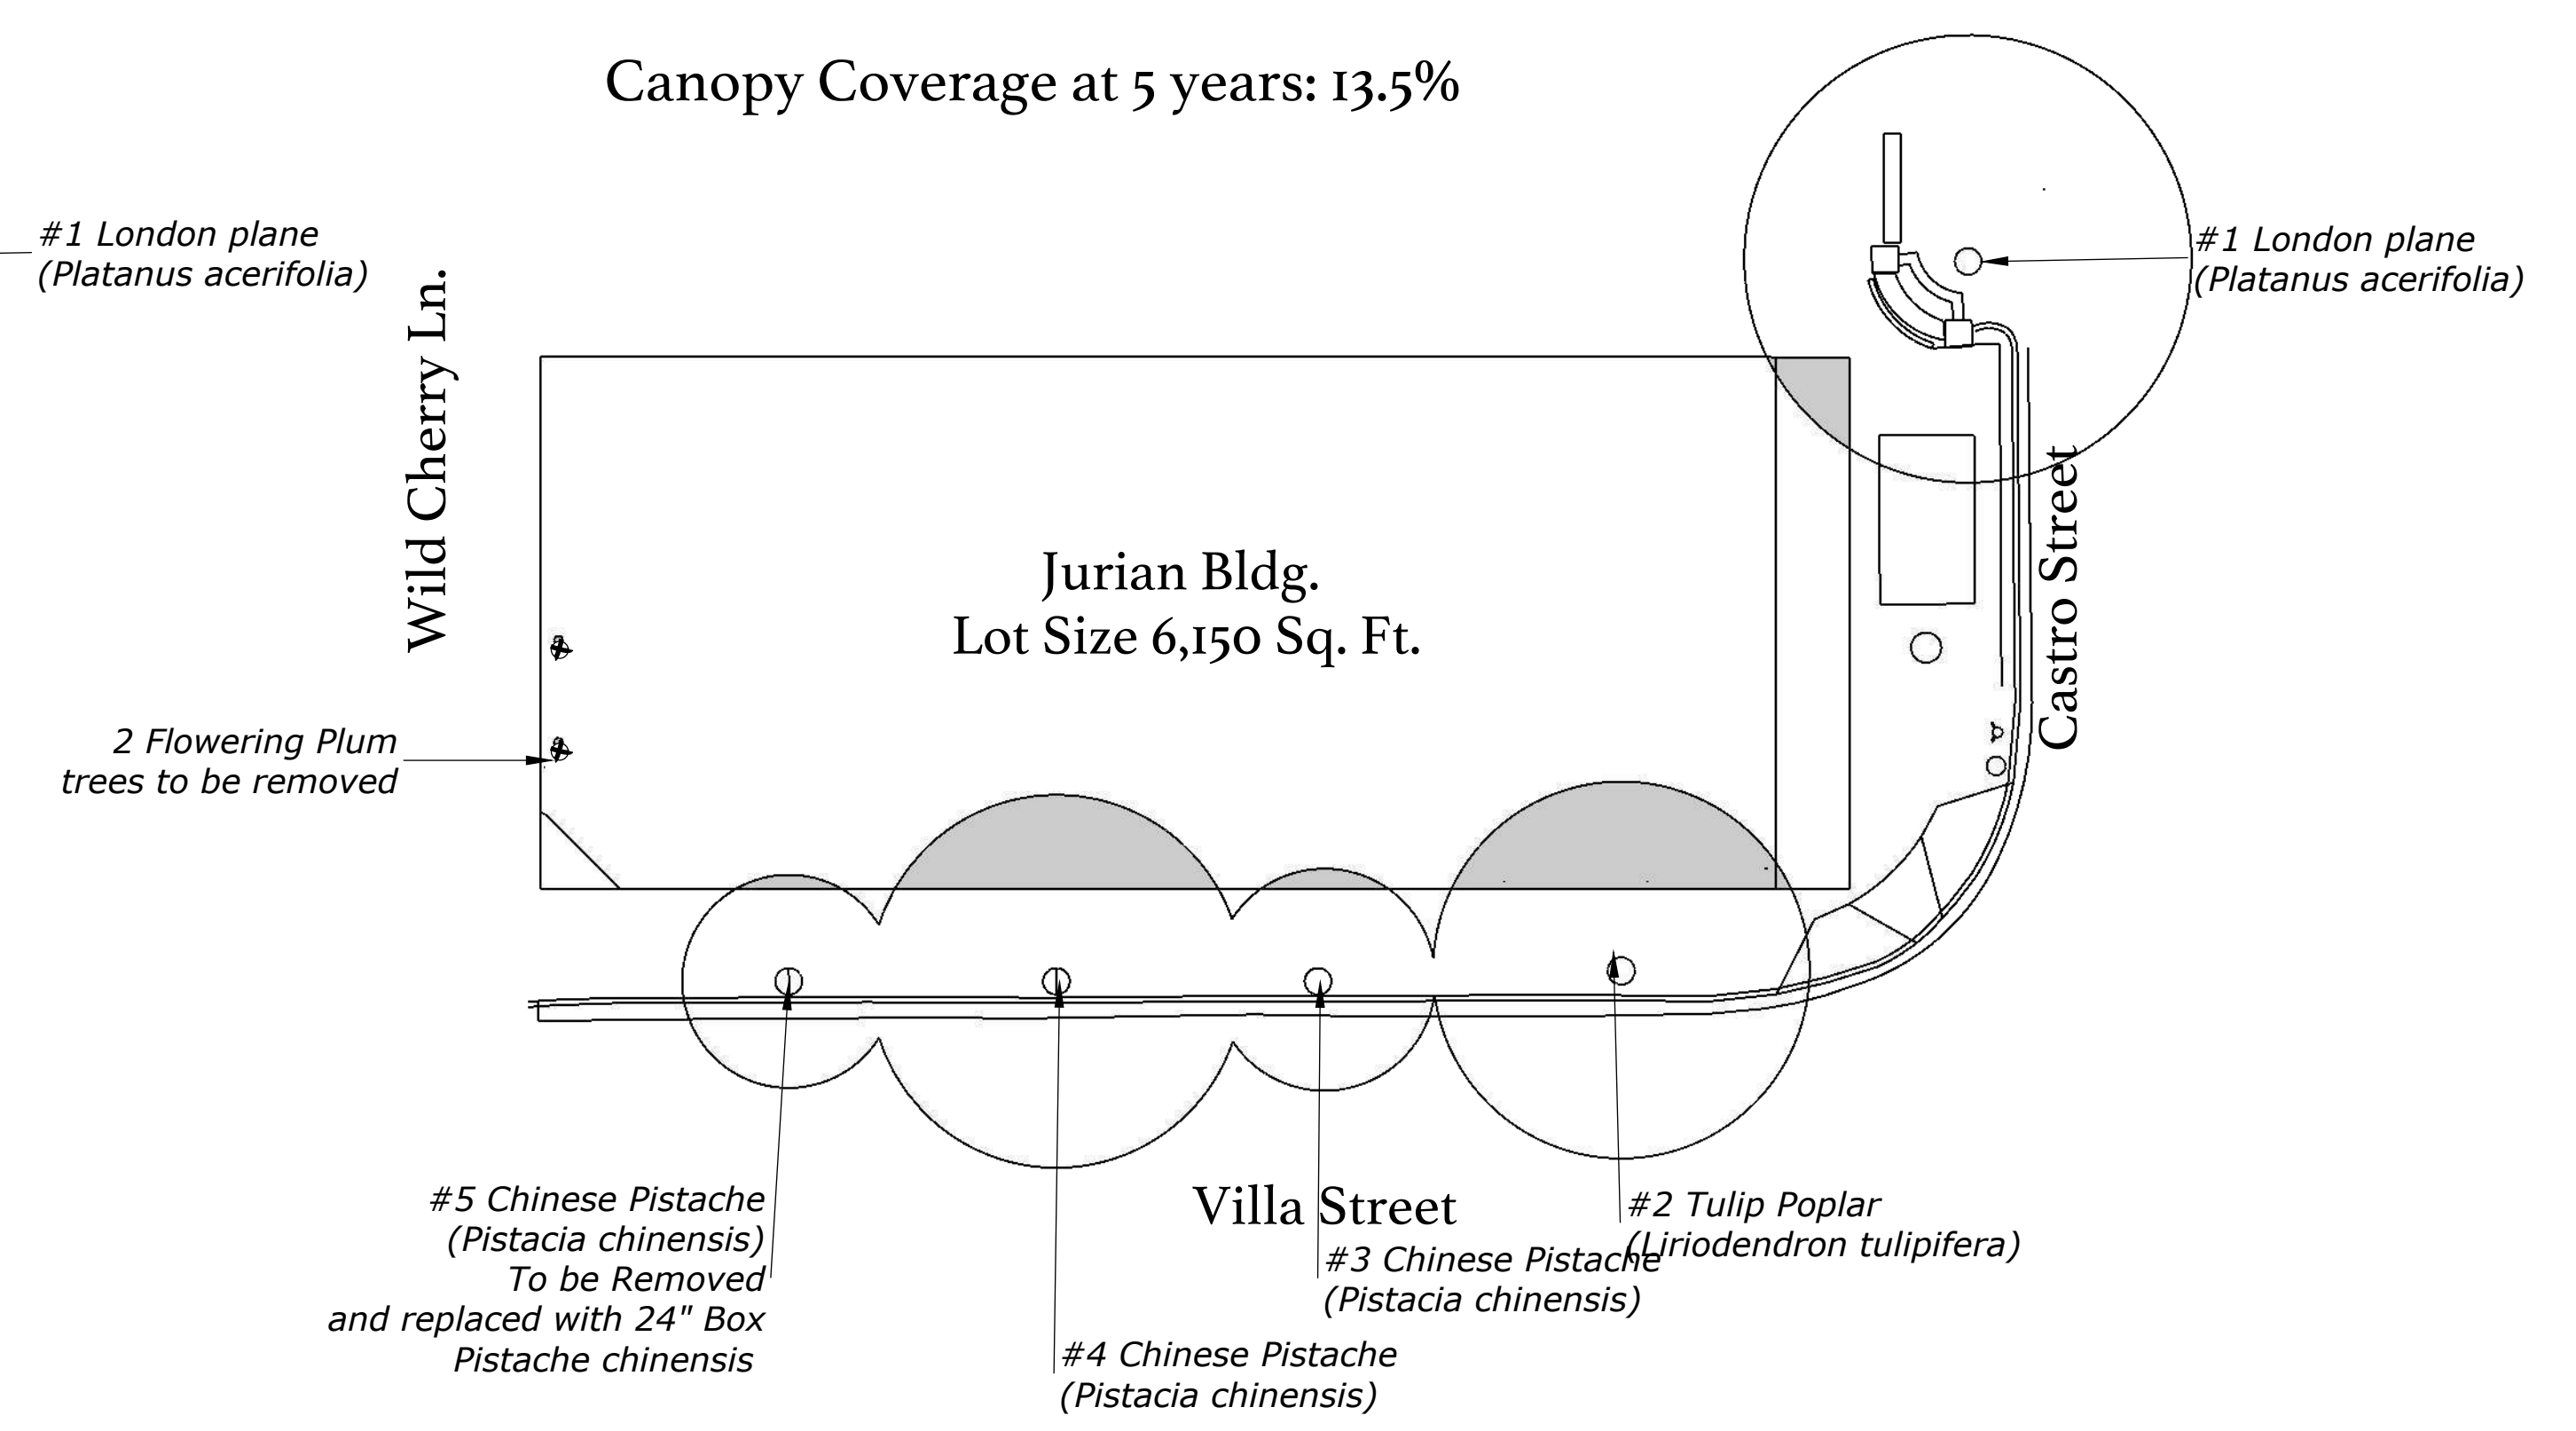 Canopy Coverage at 5 years: 13.5%
#1 London plane
(Platanus acerifolia)
Wild Cherry Ln.
#1 London plane
(Platanus acerifolia)
Jurian Bldg.
Lot Size 6,150 Sq. Ft.
Castro Street
2 Flowering Plum
trees to be removed
#5 Chinese Pistache
(Pistacia chinensis)
To be Removed
and replaced with 24" Box
Pistache chinensis
Villa Street
#2 Tulip Poplar
(Liriodendron tulipifera)
#3 Chinese Pistache
(Pistacia chinensis)
#4 Chinese Pistache
(Pistacia chinensis)